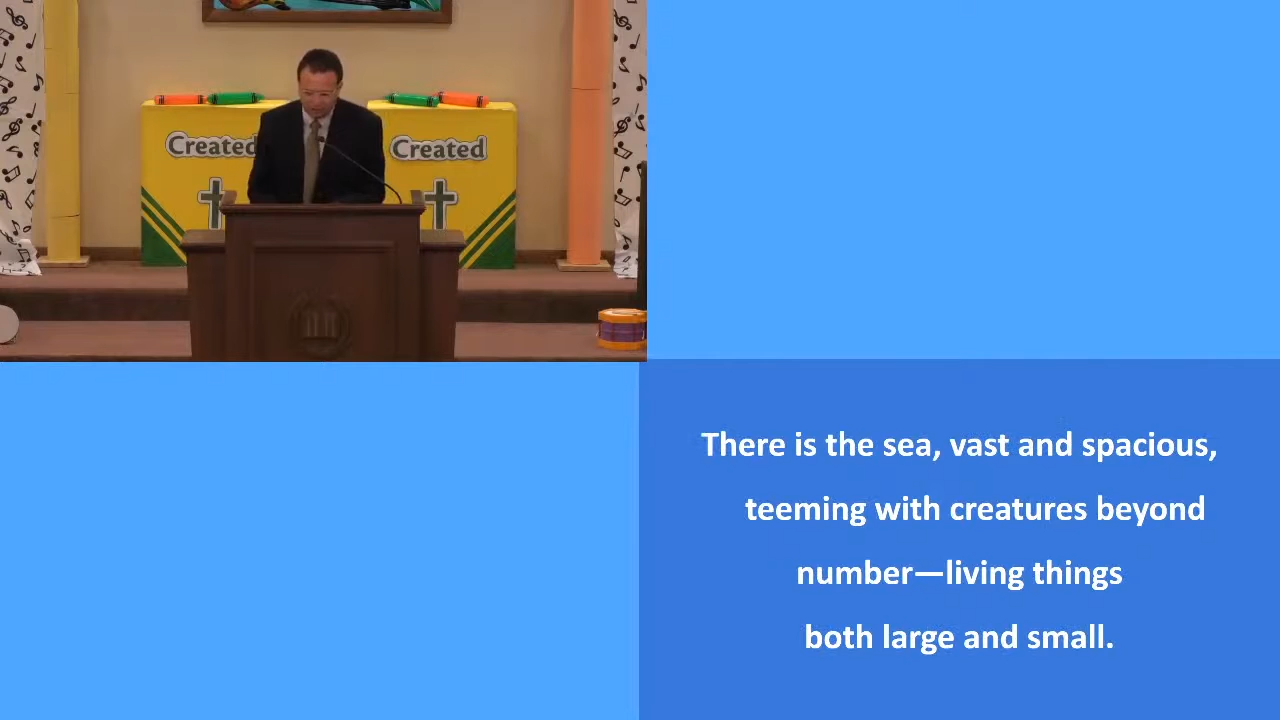 Created
Created
There is the sea, vast and spacious,
teeming with creatures beyond
number—living things
both large and small.